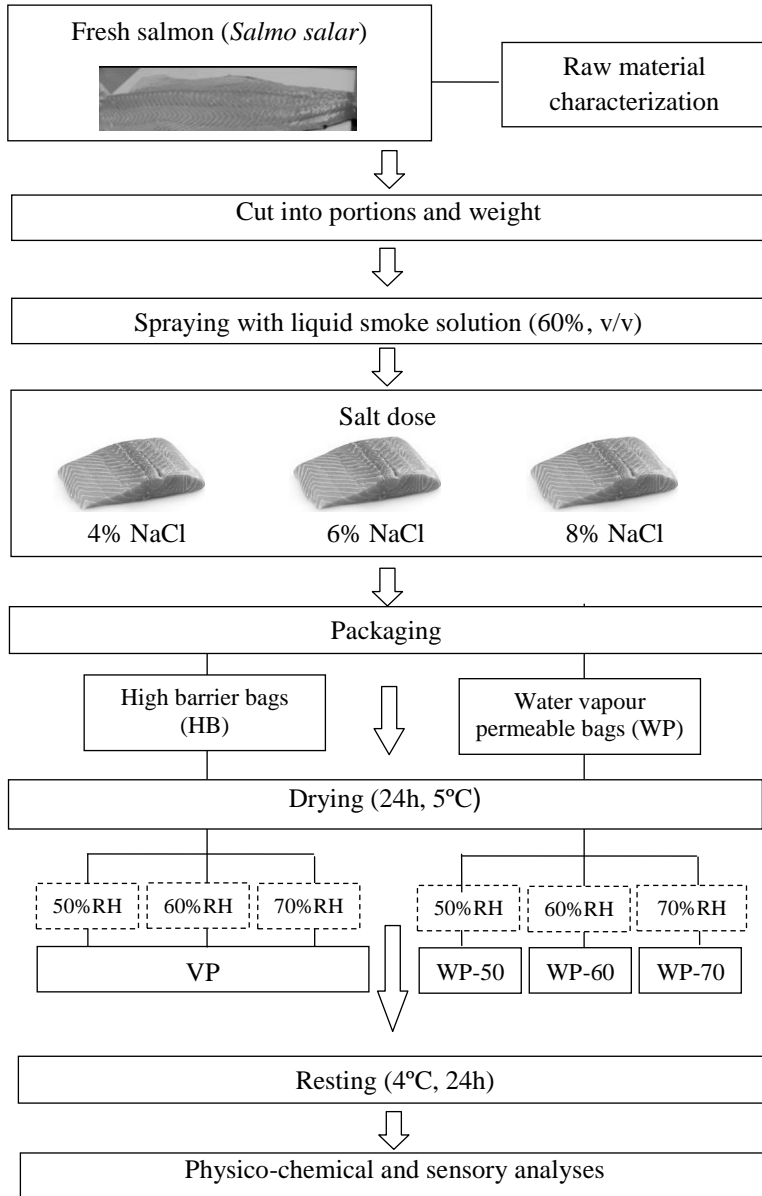 Fresh salmon (Salmo salar)
Raw material
characterization
Cut into portions and weight
Spraying with liquid smoke solution (60%, v/v)
Salt dose
4% NaCl
6% NaCl
8% NaCl
Packaging
High barrier bags
(HB)
Water vapour
permeable bags (WP)
Drying (24h, 5ºC)
50%RH
60%RH
70%RH
50%RH
60%RH
70%RH
VP
WP-50
WP-60
WP-70
Resting (4ºC, 24h)
Physico-chemical and sensory analyses